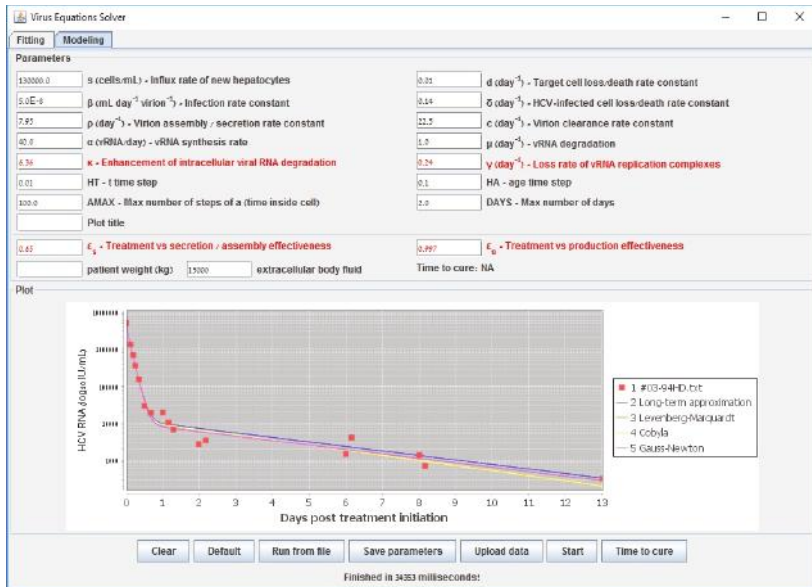 Virus Equations Solver
Fitting Modeling
Parameters
130000.0 s (cells/mL) - Influx rate of new hepatocytes 0.01 d (day⁻¹) - Target cell loss/death rate constant
5.0E-8 β (mL day⁻¹ virion⁻¹) - Infection rate constant 0.14 δ (day⁻¹) - HCV-infected cell loss/death rate constant
7.95 ρ (day⁻¹) - Virion assembly / secretion rate constant 22.3 c (day⁻¹) - Virion clearance rate constant
40.0 α (vRNA/day) - vRNA synthesis rate 1.0 μ (day⁻¹) - vRNA degradation
6.36 κ - Enhancement of intracellular viral RNA degradation 0.24 γ (day⁻¹) - Loss rate of vRNA replication complexes
0.01 HT - t time step 0.1 HA - age time step
100.0 AMAX - Max number of steps of a (time inside cell) 2.0 DAYS - Max number of days
Plot title
0.65 εs - Treatment vs secretion / assembly effectiveness 0.997 εα - Treatment vs production effectiveness
patient weight (kg) 15000 extracellular body fluid Time to cure: NA
Plot
HCV RNA (log10 IU/mL)
1000000
100000
10000
10000
1000
0 1 2 3 4 5 6 7 8 9 10 11 12 13
Days post treatment initiation
1 #03-94HD.txt
2 Long-term approximation
3 Levenberg-Marquardt
4 Cobyla
5 Gauss-Newton
Clear Default Run from file Save parameters Upload data Start Time to cure
Finished in 34353 milliseconds!